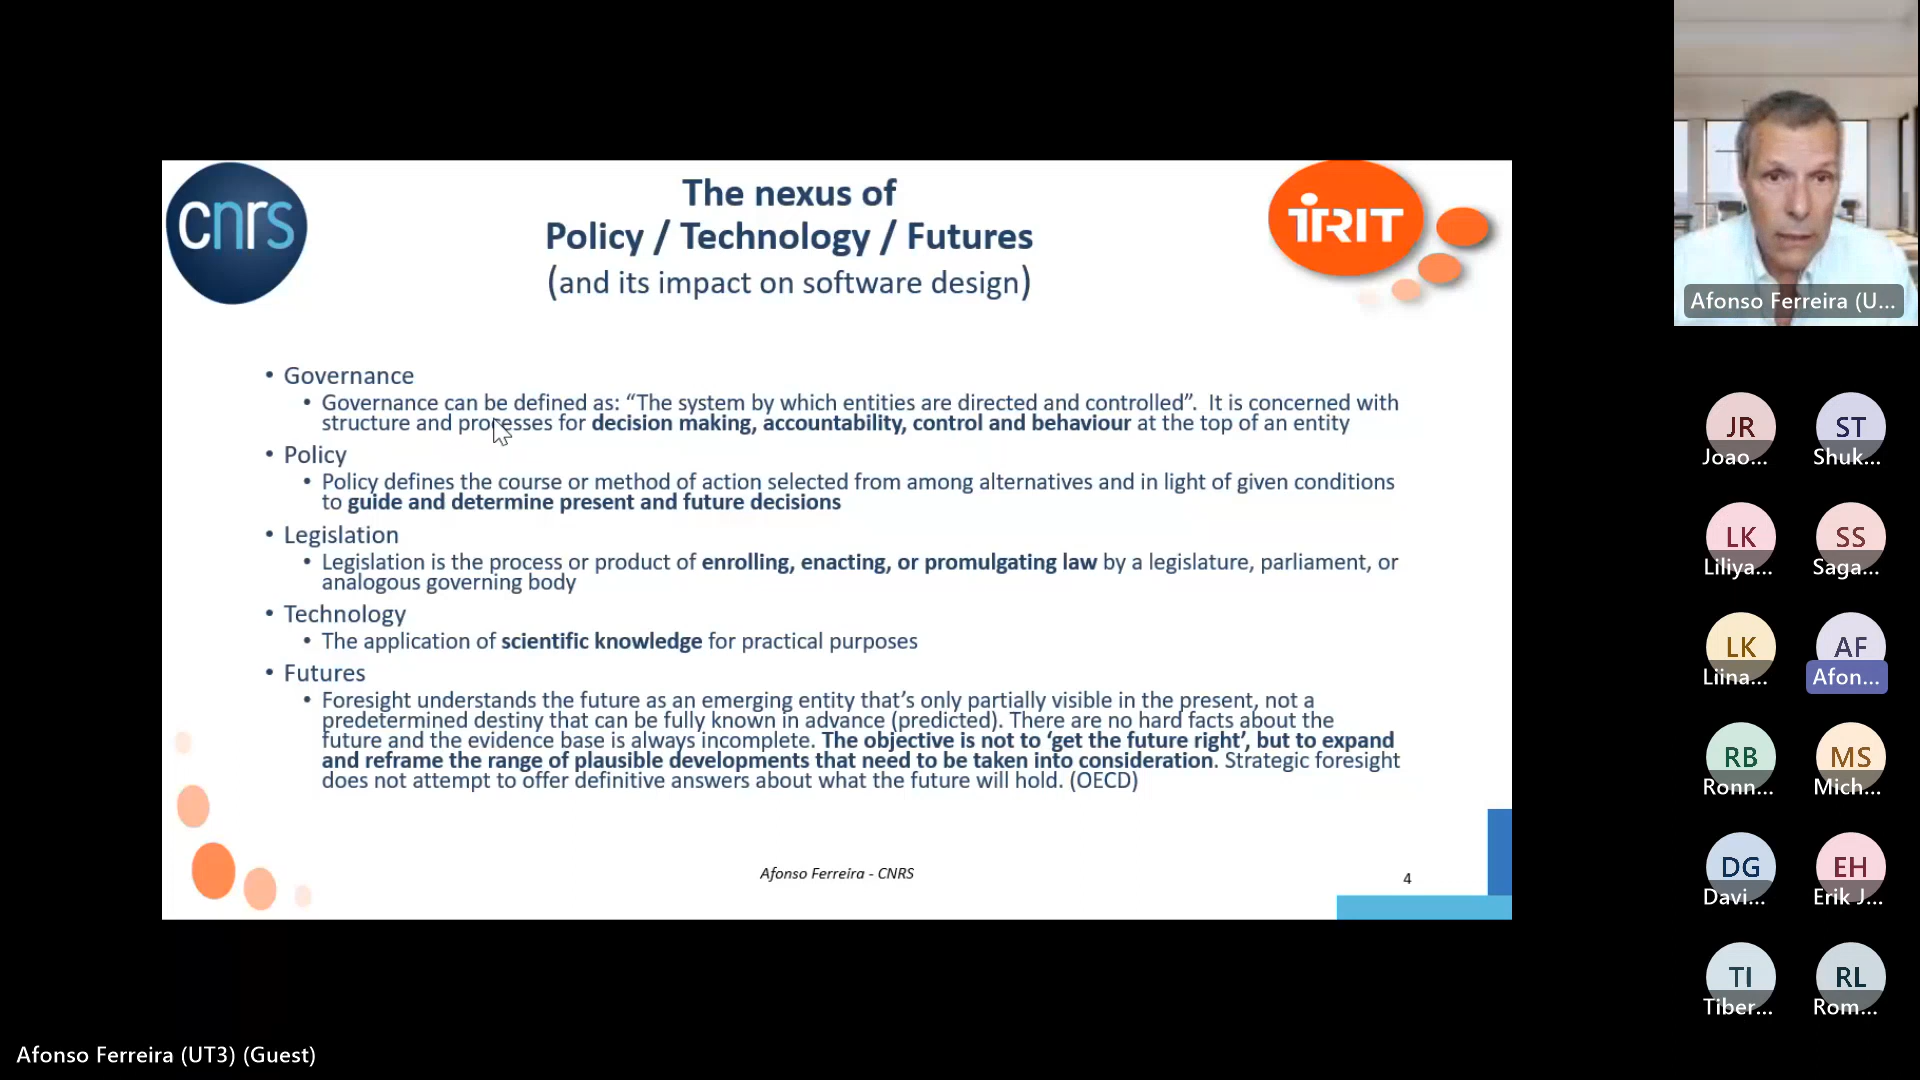 cnrs
The nexus of
Policy / Technology / Futures
(and its impact on software design)
iRIT
• Governance
• Governance can be defined as: “The system by which entities are directed and controlled”.  It is concerned with
structure and processes for decision making, accountability, control and behaviour at the top of an entity
• Policy
• Policy defines the course or method of action selected from among alternatives and in light of given conditions
to guide and determine present and future decisions
• Legislation
• Legislation is the process or product of enrolling, enacting, or promulgating law by a legislature, parliament, or
analogous governing body
• Technology
• The application of scientific knowledge for practical purposes
• Futures
• Foresight understands the future as an emerging entity that’s only partially visible in the present, not a
predetermined destiny that can be fully known in advance (predicted). There are no hard facts about the
future and the evidence base is always incomplete. The objective is not to ‘get the future right’, but to expand
and reframe the range of plausible developments that need to be taken into consideration. Strategic foresight
does not attempt to offer definitive answers about what the future will hold. (OECD)
Afonso Ferreira - CNRS
4
Afonso Ferreira (U...
JR
Joao...
ST
Shuk...
LK
Liliya...
SS
Saga...
LK
Liina...
AF
Afon...
RB
Ronn...
MS
Mich...
DG
Davi...
EH
Erik J...
TI
Tiber...
RL
Rom...
Afonso Ferreira (UT3) (Guest)